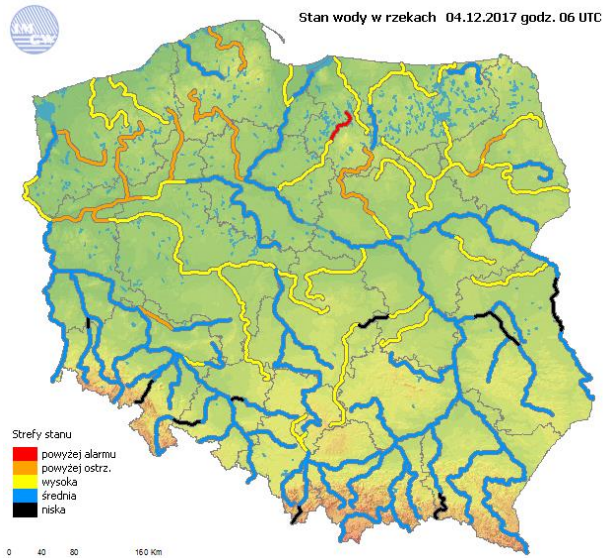 Stan wody w rzekach 04.12.2017 godz. 06 UTC
Strefy stanu
powyżej alarmu
powyżej ostrz.
wysoka
średnia
niska
0 40 80 160 Km